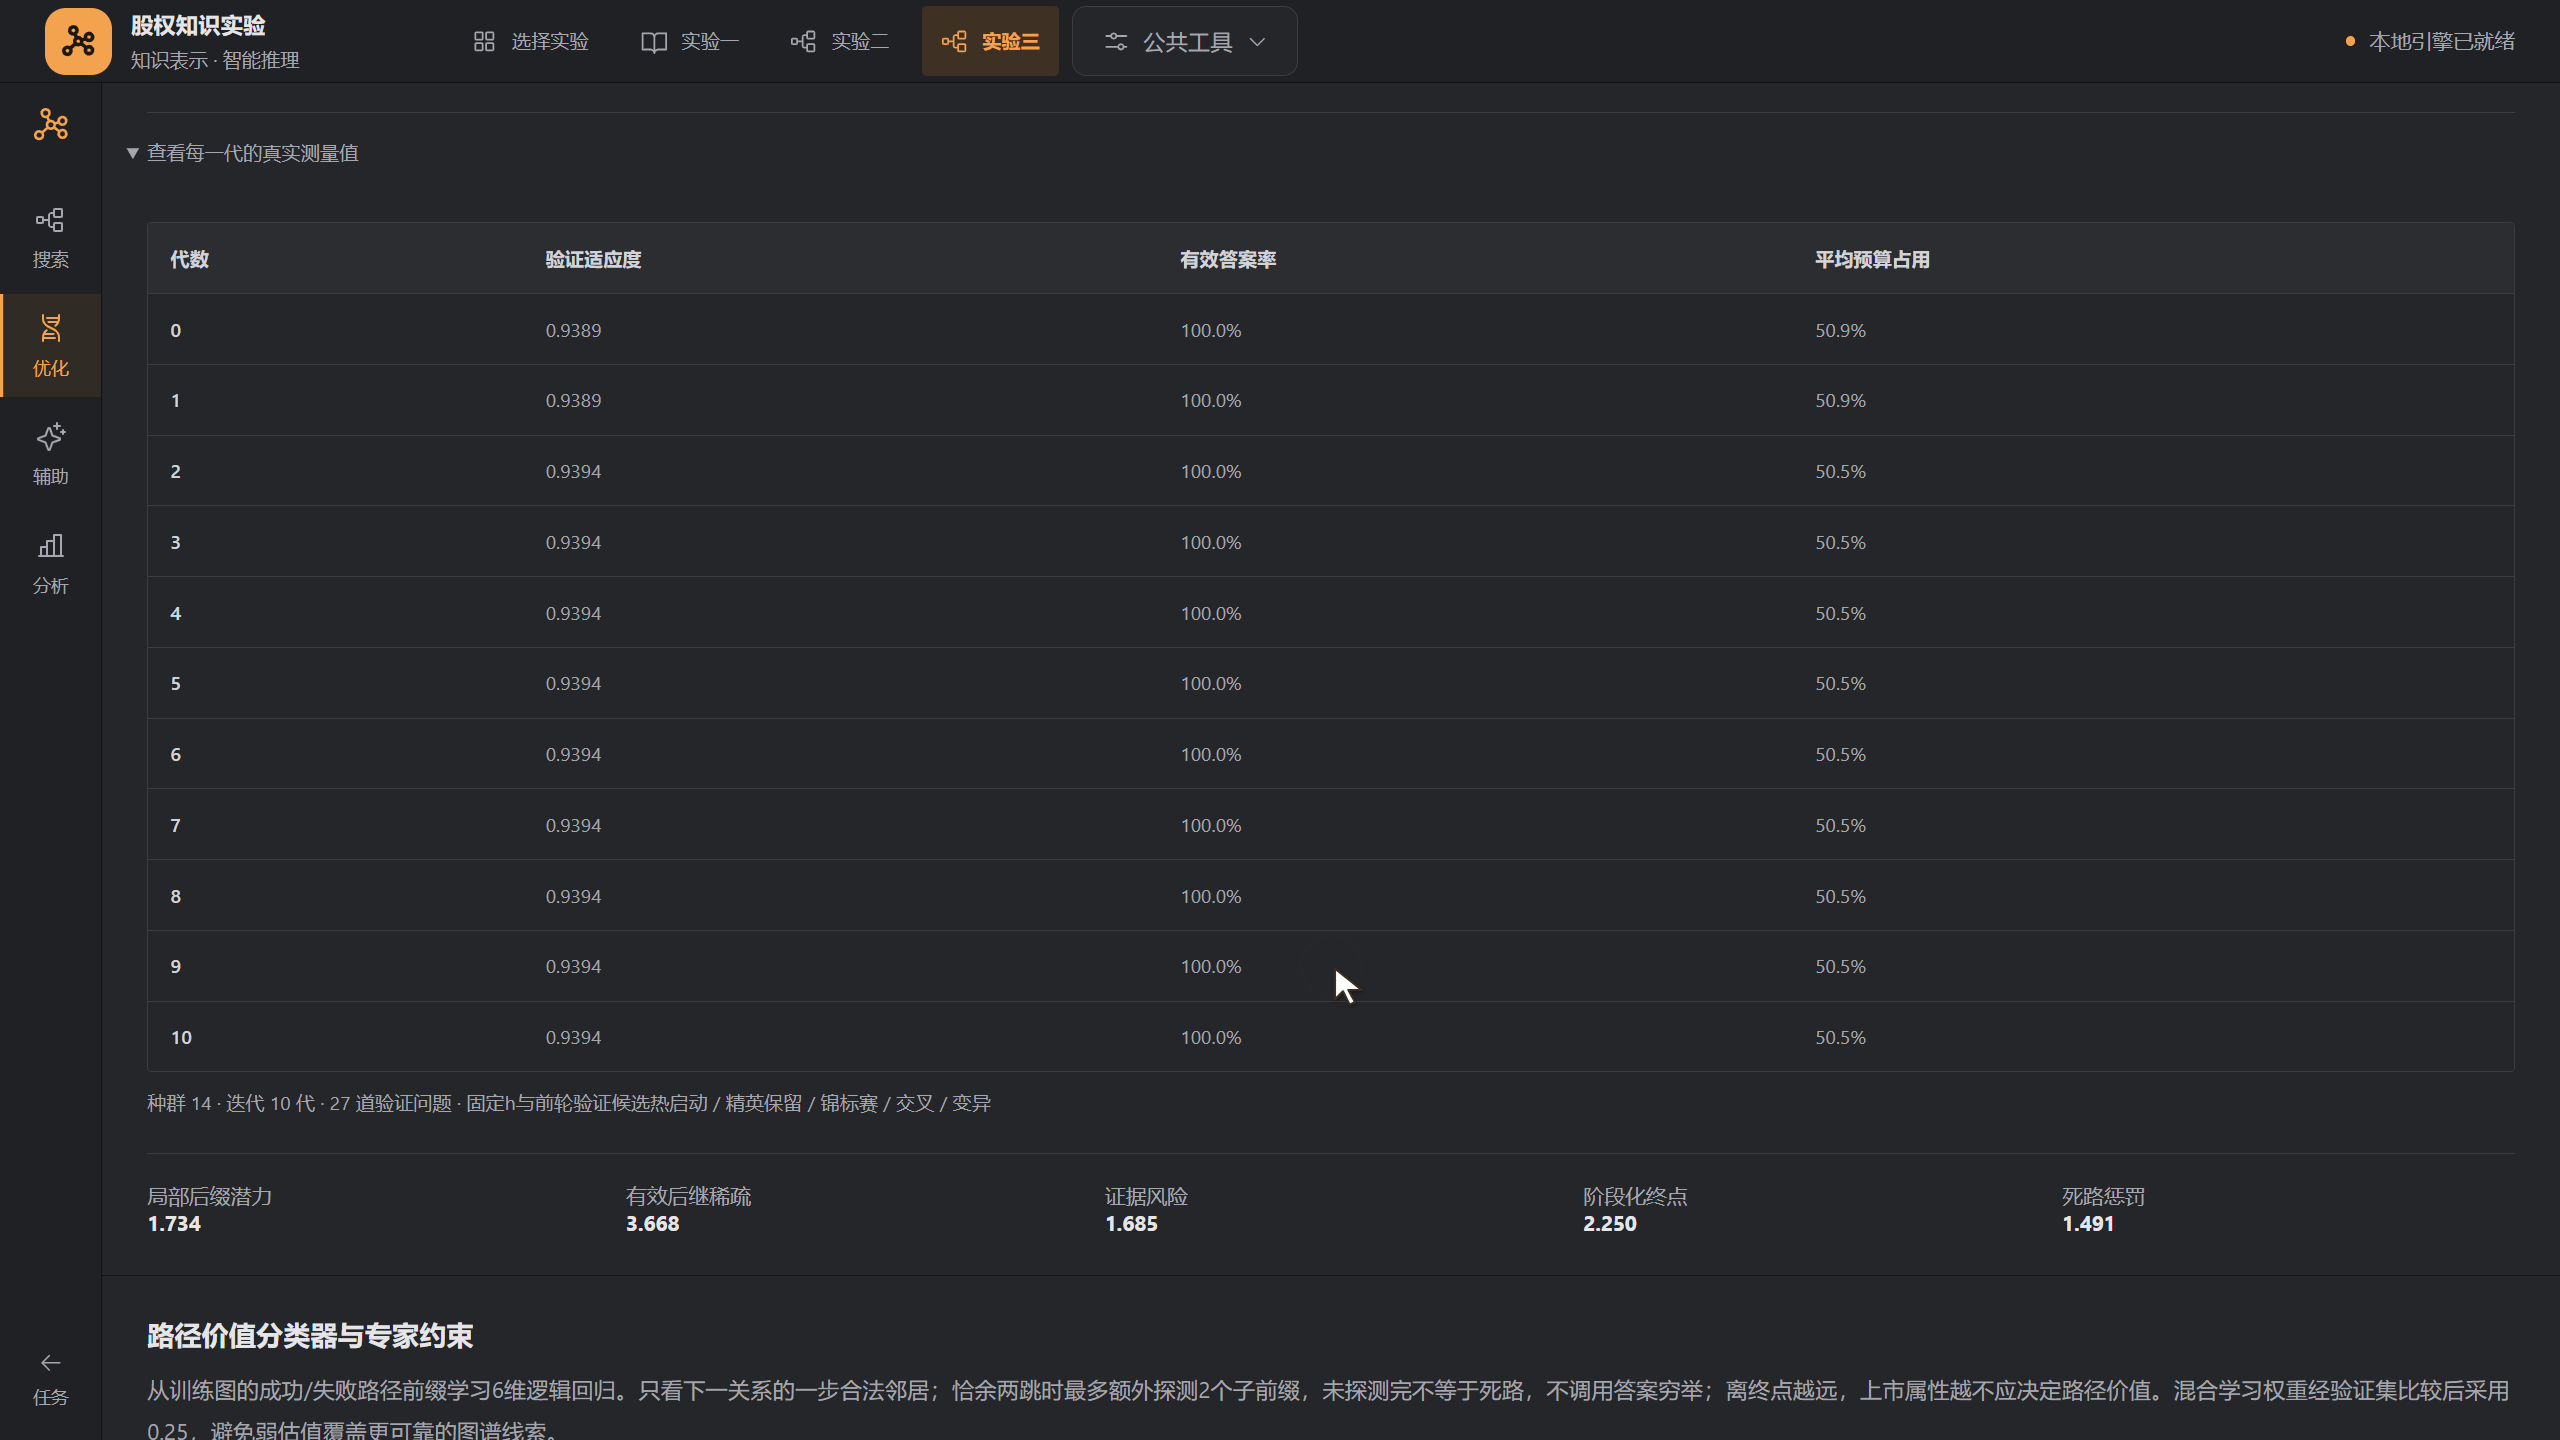 股权知识实验
知识表示 · 智能推理
选择实验
实验一
实验二
实验三
公共工具
本地引擎已就绪
搜索
优化
辅助
分析
任务
查看每一代的真实测量值
代数 验证适应度 有效答案率 平均预算占用
0 0.9389 100.0% 50.9%
1 0.9389 100.0% 50.9%
2 0.9394 100.0% 50.5%
3 0.9394 100.0% 50.5%
4 0.9394 100.0% 50.5%
5 0.9394 100.0% 50.5%
6 0.9394 100.0% 50.5%
7 0.9394 100.0% 50.5%
8 0.9394 100.0% 50.5%
9 0.9394 100.0% 50.5%
10 0.9394 100.0% 50.5%
种群 14 · 迭代 10 代 · 27 道验证问题 · 固定h与前轮验证候选热启动 / 精英保留 / 锦标赛 / 交叉 / 变异
局部后缀潜力 有效后继稀疏 证据风险 阶段化终点 死路惩罚
1.734 3.668 1.685 2.250 1.491
路径价值分类器与专家约束
从训练图的成功/失败路径前缀学习6维逻辑回归。只看下一关系的一步合法邻居；恰余两跳时最多额外探测2个子前缀，未探测完不等于死路，不调用答案穷举；离终点越远，上市属性越不应决定路径价值。混合学习权重经验证集比较后采用
0.25，避免弱估值覆盖更可靠的图谱线索。